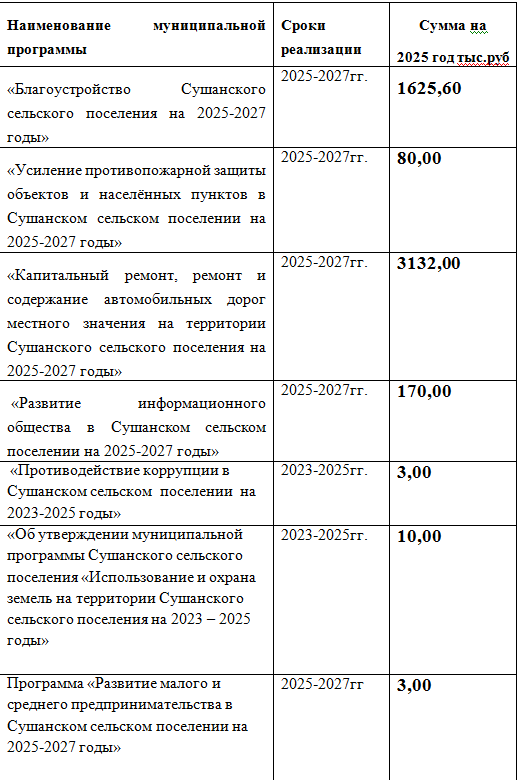 Наименование муниципальной программы
Сроки реализации
Сумма на
2025 год тыс.руб
«Благоустройство Сушанского
сельского поселения на 2025-2027
годы»
2025-2027гг.
1625,60
«Усиление противопожарной защиты
объектов и населённых пунктов в
Сушанском сельском поселении на
2025-2027 годы»
2025-2027гг.
80,00
«Капитальный ремонт, ремонт и
содержание автомобильных дорог
местного значения на территории
Сушанского сельского поселения на
2025-2027 годы»
2025-2027гг.
3132,00
«Развитие информационного
общества в Сушанском сельском
поселении на 2025-2027 годы»
2025-2027гг.
170,00
«Противодействие коррупции в
Сушанском сельском поселении на
2023-2025 годы»
2023-2025гг.
3,00
«Об утверждении муниципальной
программы Сушанского сельского
поселения «Использование и охрана
земель на территории Сушанского
сельского поселения на 2023 – 2025
годы»
2023-2025гг.
10,00
Программа «Развитие малого и
среднего предпринимательства в
Сушанском сельском поселении на
2025-2027 годы»
2025-2027гг
3,00